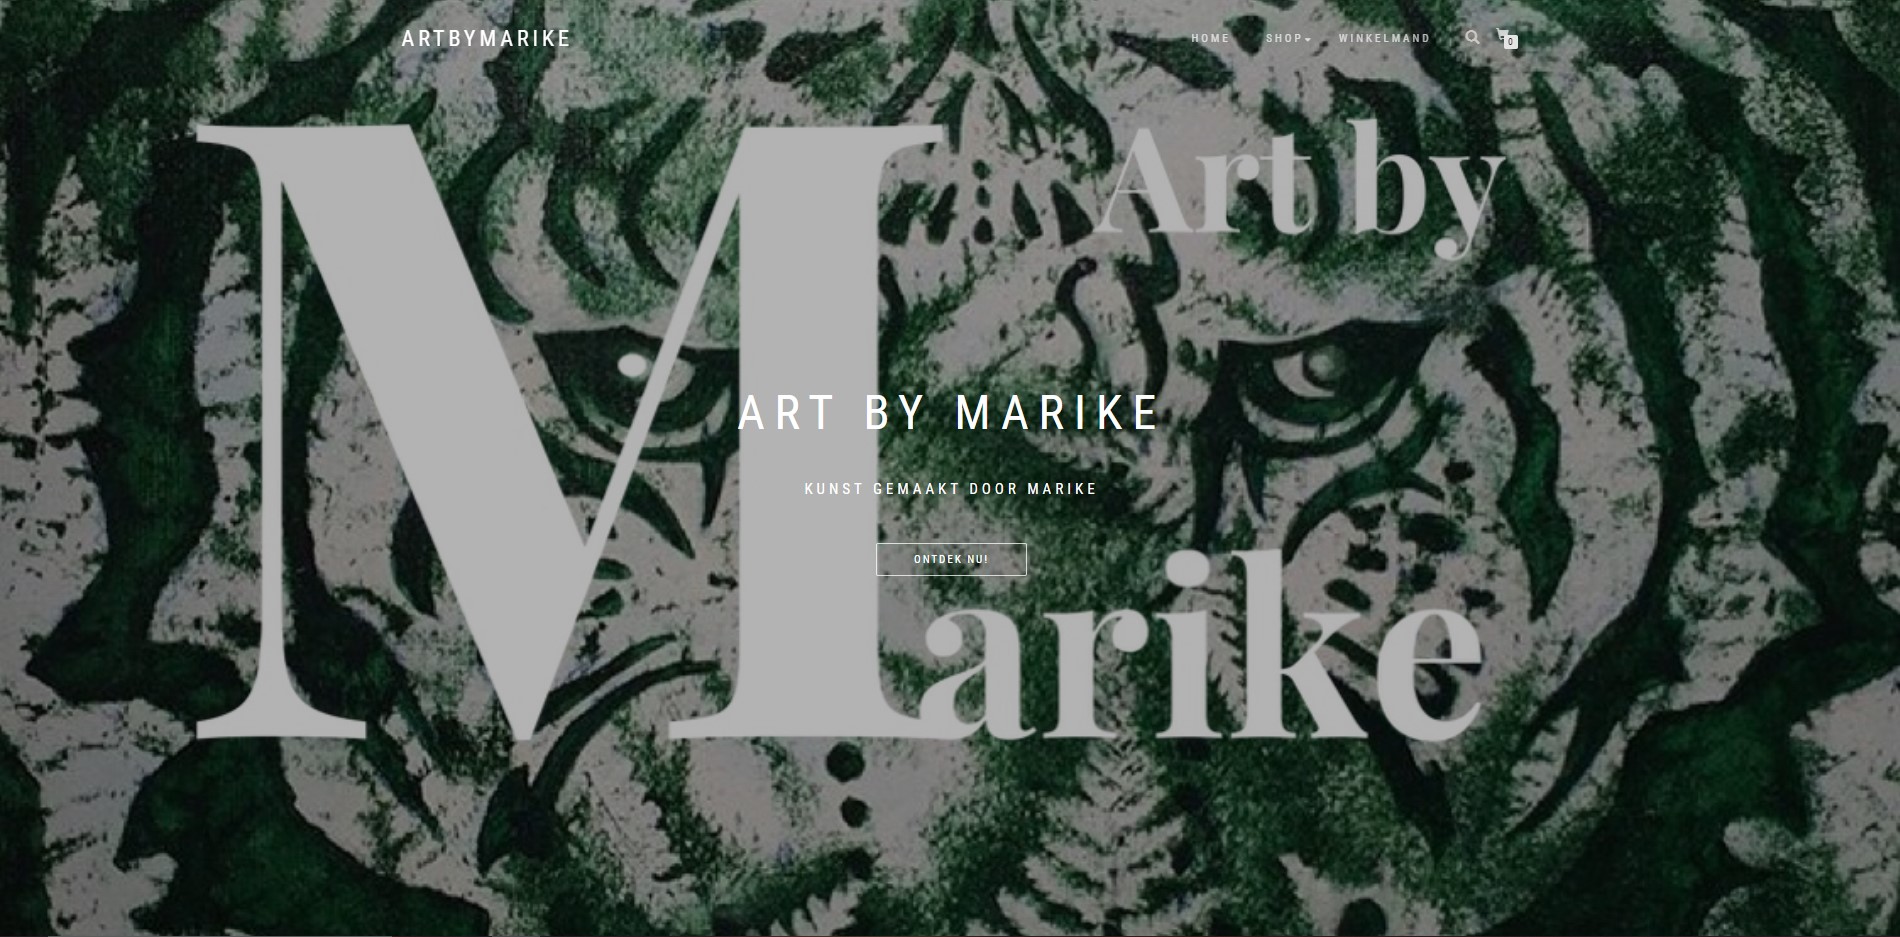 ARTBYMARIKE
HOME SHOP WINKELMAND 0
Art by
Marike
ART BY MARIKE
KUNST GEMAAKT DOOR MARIKE
ONTDEK NU!